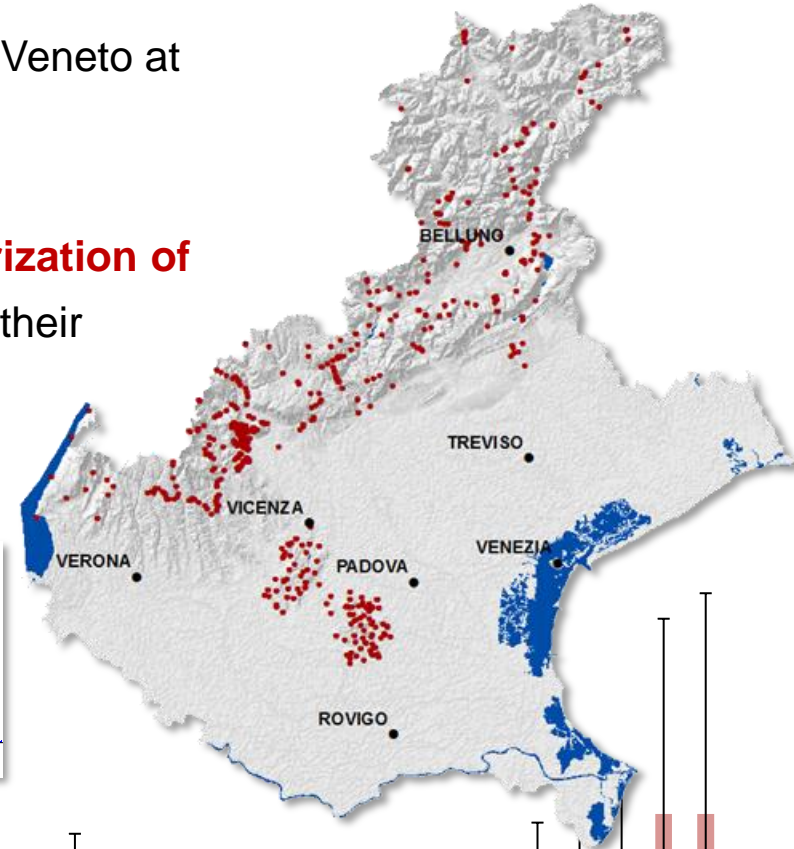 Veneto at
rization of
their
BELLUNO
TREVISO
VICENZA
VENEZIA
PADOVA
VERONA
ROVIGO